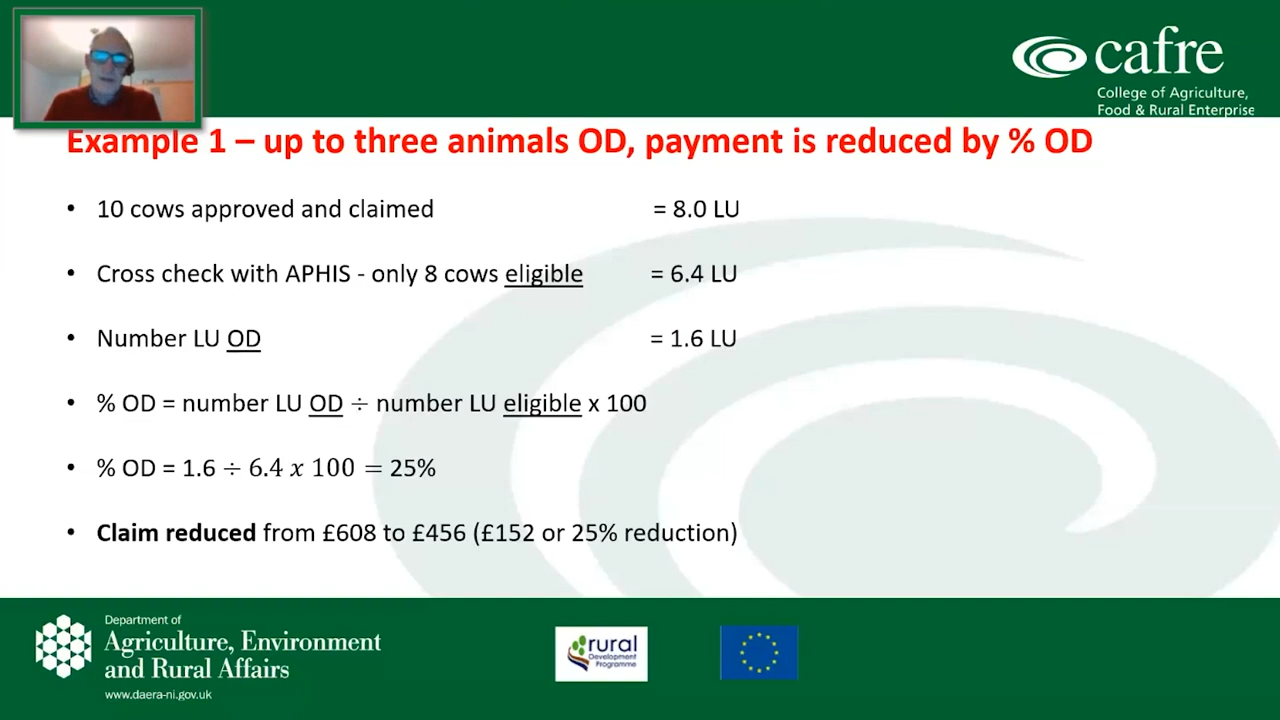 cafre
College of Agriculture,
Food & Rural Enterprise
Example 1 – up to three animals OD, payment is reduced by % OD
• 10 cows approved and claimed = 8.0 LU
• Cross check with APHIS - only 8 cows eligible = 6.4 LU
• Number LU OD = 1.6 LU
• % OD = number LU OD ÷ number LU eligible x 100
• % OD = 1.6 ÷ 6.4 x 100 = 25%
• Claim reduced from £608 to £456 (£152 or 25% reduction)
Department of
Agriculture, Environment
and Rural Affairs
www.daera-ni.gov.uk
rural
Development
Programme